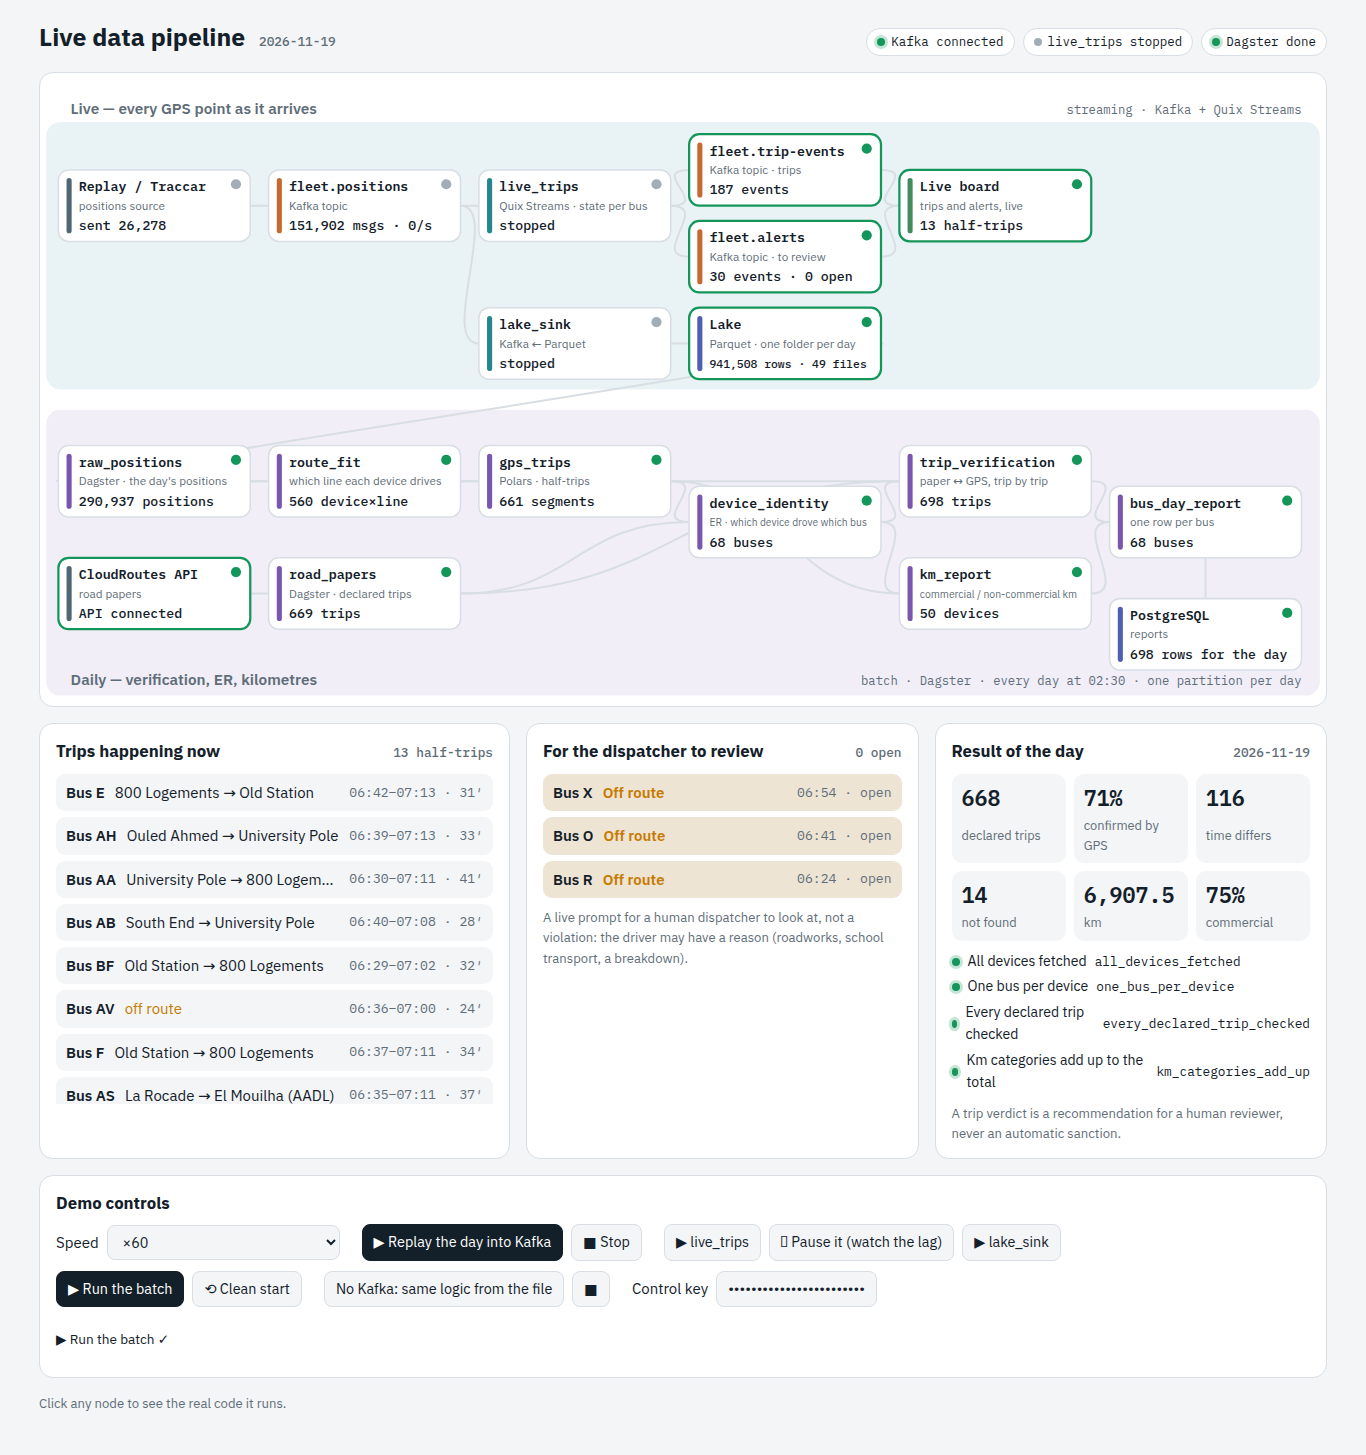 Live data pipeline 2026-11-19
Kafka connected
live_trips stopped
Dagster done
Live — every GPS point as it arrives
streaming · Kafka + Quix Streams
Replay / Traccar
positions source
sent 26,278
fleet.positions
Kafka topic
151,902 msgs · 0/s
live_trips
Quix Streams · state per bus
stopped
fleet.trip-events
Kafka topic · trips
187 events
fleet.alerts
Kafka topic · to review
30 events · 0 open
Live board
trips and alerts, live
13 half-trips
lake_sink
Kafka ← Parquet
stopped
Lake
Parquet · one folder per day
941,508 rows · 49 files
raw_positions
Dagster · the day's positions
290,937 positions
route_fit
which line each device drives
560 device×line
gps_trips
Polars · half-trips
661 segments
device_identity
ER · which device drove which bus
68 buses
trip_verification
paper ↔ GPS, trip by trip
698 trips
bus_day_report
one row per bus
68 buses
CloudRoutes API
road papers
API connected
road_papers
Dagster · declared trips
669 trips
km_report
commercial / non-commercial km
50 devices
PostgreSQL
reports
698 rows for the day
Daily — verification, ER, kilometres
batch · Dagster · every day at 02:30 · one partition per day
Trips happening now
13 half-trips
Bus E 800 Logements → Old Station 06:42–07:13 · 31′
Bus AH Ouled Ahmed → University Pole 06:39–07:13 · 33′
Bus AA University Pole → 800 Logem... 06:30–07:11 · 41′
Bus AB South End → University Pole 06:40–07:08 · 28′
Bus BF Old Station → 800 Logements 06:29–07:02 · 32′
Bus AV off route 06:36–07:00 · 24′
Bus F Old Station → 800 Logements 06:37–07:11 · 34′
Bus AS La Rocade → El Mouilha (AADL) 06:35–07:11 · 37′
For the dispatcher to review
0 open
Bus X Off route 06:54 · open
Bus O Off route 06:41 · open
Bus R Off route 06:24 · open
A live prompt for a human dispatcher to look at, not a
violation: the driver may have a reason (roadworks, school
transport, a breakdown).
Result of the day
2026-11-19
668
declared trips
71%
confirmed by
GPS
116
time differs
14
not found
6,907.5
km
75%
commercial
All devices fetched all_devices_fetched
One bus per device one_bus_per_device
Every declared trip
checked
every_declared_trip_checked
Km categories add up to the
total
km_categories_add_up
A trip verdict is a recommendation for a human reviewer,
never an automatic sanction.
Demo controls
Speed ×60 ▶ Replay the day into Kafka ■ Stop ▶ live_trips ▯ Pause it (watch the lag) ▶ lake_sink
▶ Run the batch ⟲ Clean start No Kafka: same logic from the file ■ Control key ••••••••••••••••••••••••
▶ Run the batch ✓
Click any node to see the real code it runs.